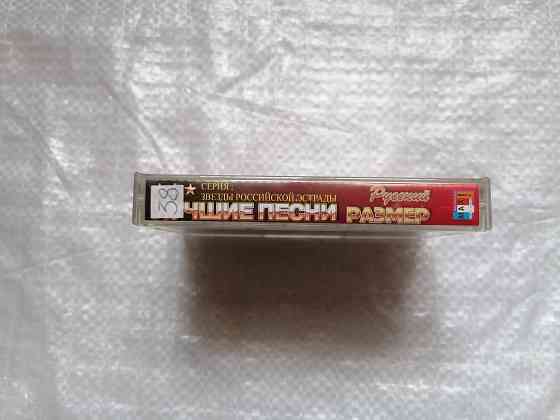 38
СЕРИЯ:
ЗВЕЗДЫ РОССИЙСКОЙ ЭСТРАДЫ
ЧШИЕ ПЕСНИ
Русский
РАЗМЕР